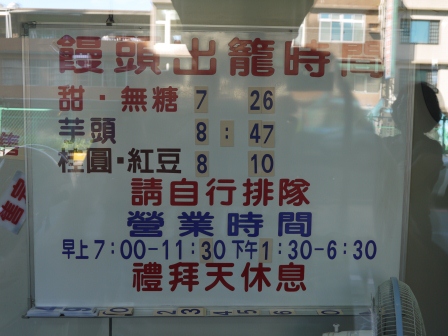 饅頭出籠時間
甜·無糖 7 26
芋頭 8:47
桂圓·紅豆 8 10
請自行排隊
營業時間
早上7:00-11:30下午1:30-6:30
禮拜天休息